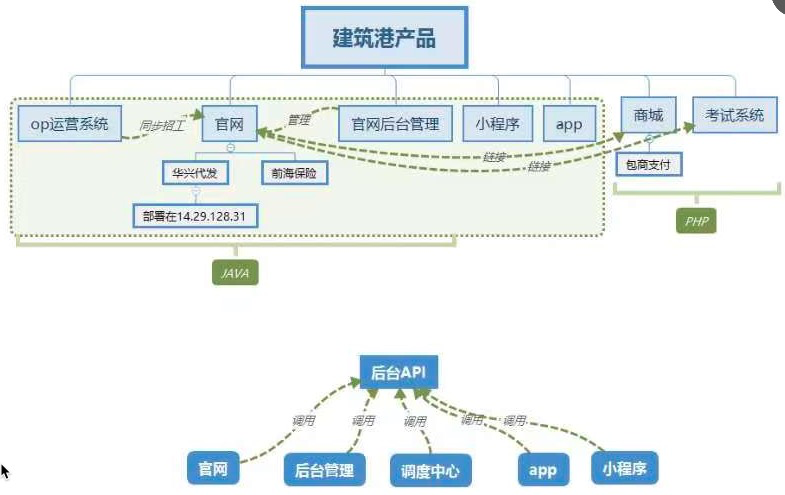 建筑港产品
op运营系统
同步招工
官网
管理
官网后台管理
小程序
app
商城
考试系统
链接
链接
华兴代发
前海保险
包商支付
部署在14.29.128.31
PHP
JAVA
后台API
调用
调用
调用
调用
调用
官网
后台管理
调度中心
app
小程序